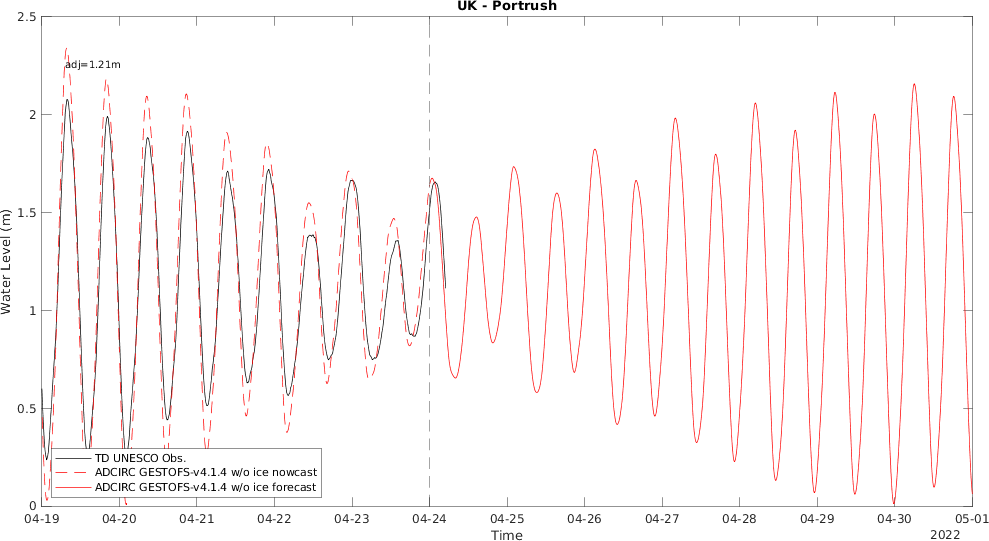 UK - Portrush
adj=1.21m
Water Level (m)
2.5
2
1.5
1
0.5
0
TD UNESCO Obs.
ADCIRC GESTOFS-v4.1.4 w/o ice nowcast
ADCIRC GESTOFS-v4.1.4 w/o ice forecast
04-19 04-20 04-21 04-22 04-23 04-24 04-25 04-26 04-27 04-28 04-29 04-30 05-01
Time
2022